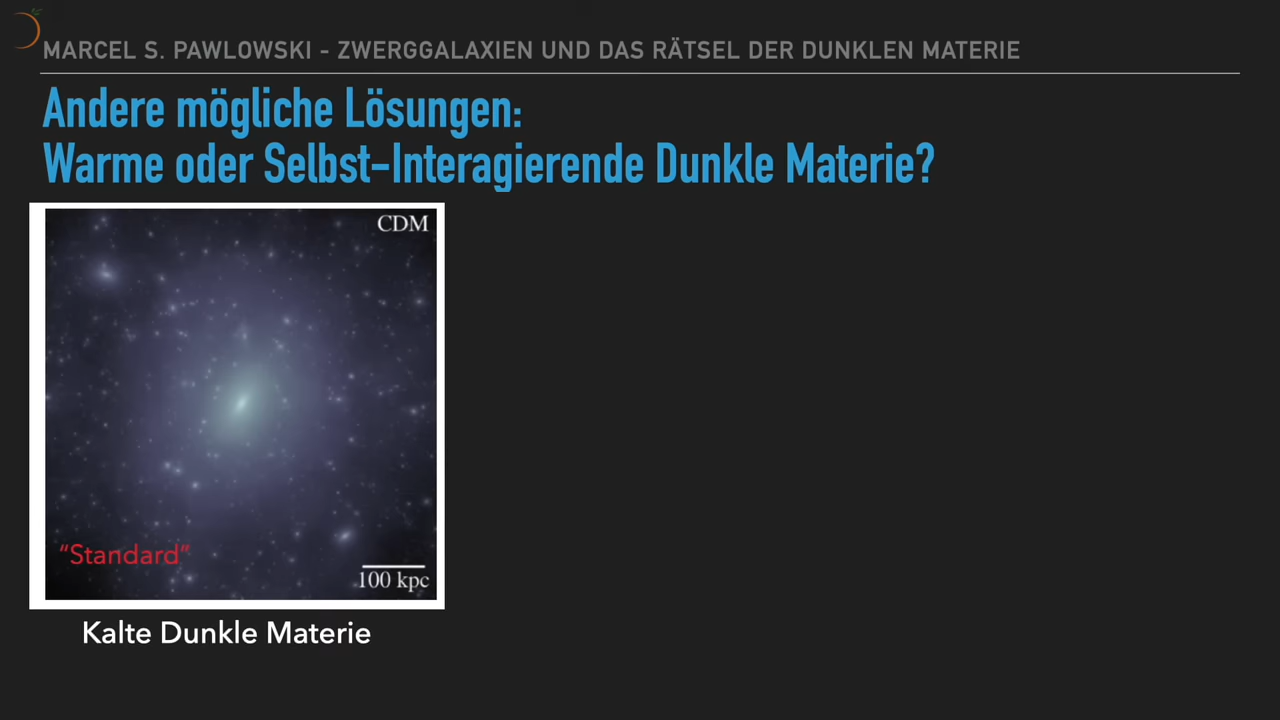 MARCEL S. PAWLOWSKI - ZWERGGALAXIEN UND DAS RÄTSEL DER DUNKLEN MATERIE
Andere mögliche Lösungen:
Warme oder Selbst-Interagierende Dunkle Materie?
CDM
“Standard”
100 kpc
Kalte Dunkle Materie